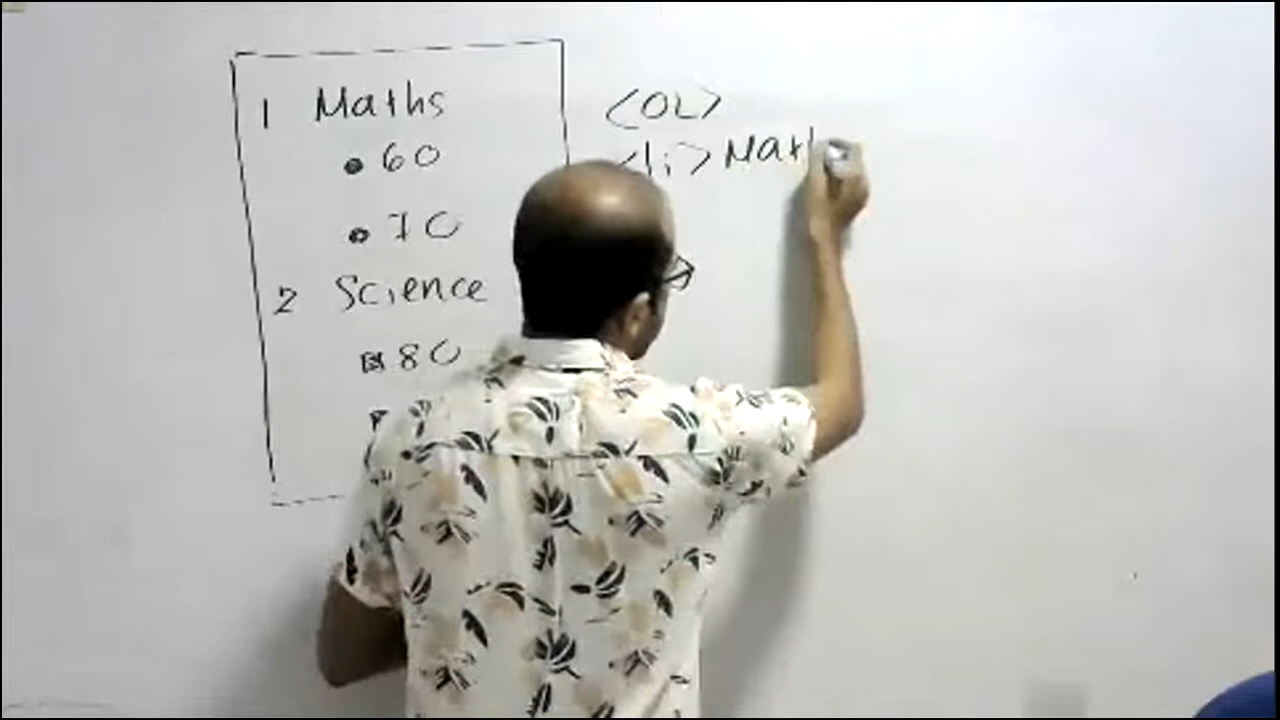 1 Maths
• 60
• 70
2 Science
▪ 80
<OL>
<li> Math